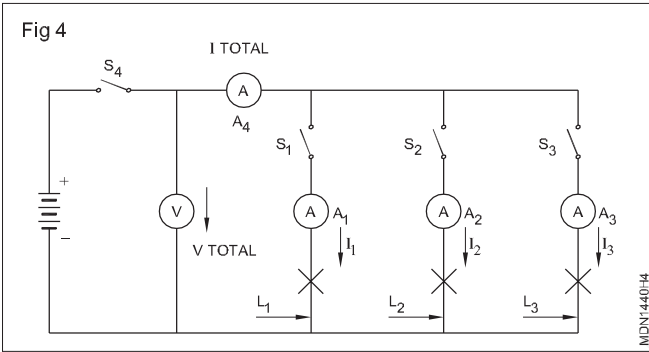 Fig 4
I TOTAL
S4
A
A4
S1
S2
S3
+
–
V
V TOTAL
A
A1
I1
A
A2
I2
A
A3
I3
L1
L2
L3
MDN1440H4